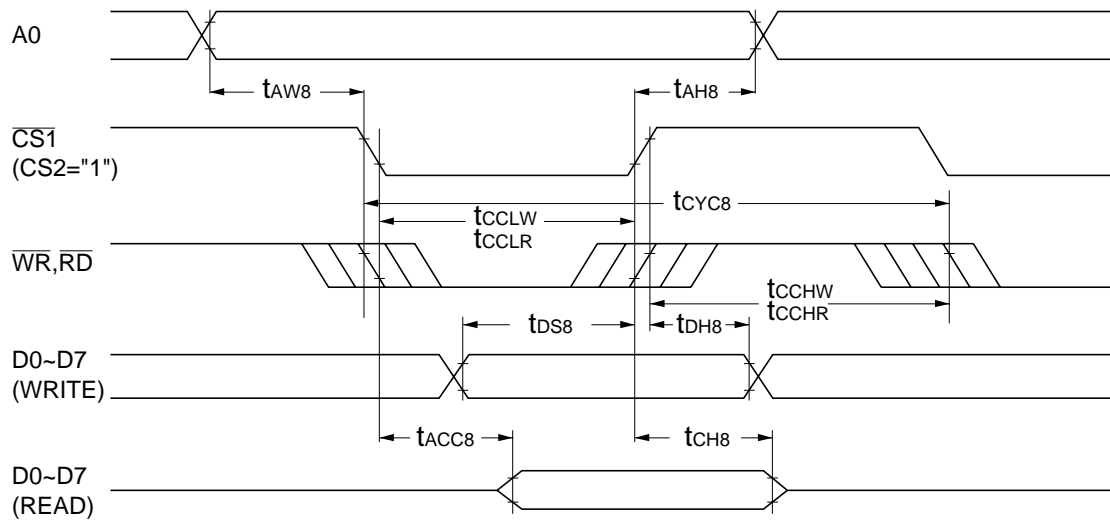 A0
tAW8
tAH8
CS1
(CS2="1")
tCYC8
tCCLW
tCCLR
WR,RD
tCCHW
tCCHR
tDS8
tDH8
D0~D7
(WRITE)
tACC8
tCH8
D0~D7
(READ)